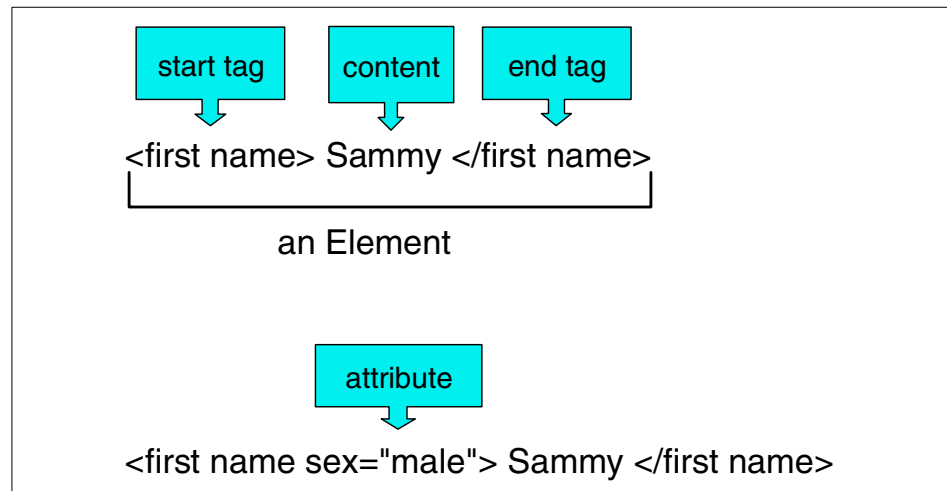 start tag content end tag
<first name> Sammy </first name>
an Element
attribute
<first name sex="male"> Sammy </first name>